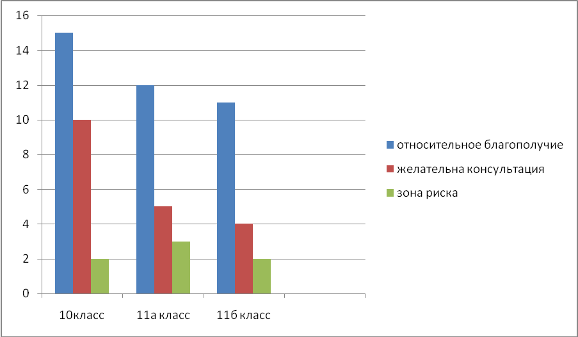 16
14
12
10
8
6
4
2
0
10класс
11а класс
11б класс
относительное благополучие
желательна консультация
зона риска